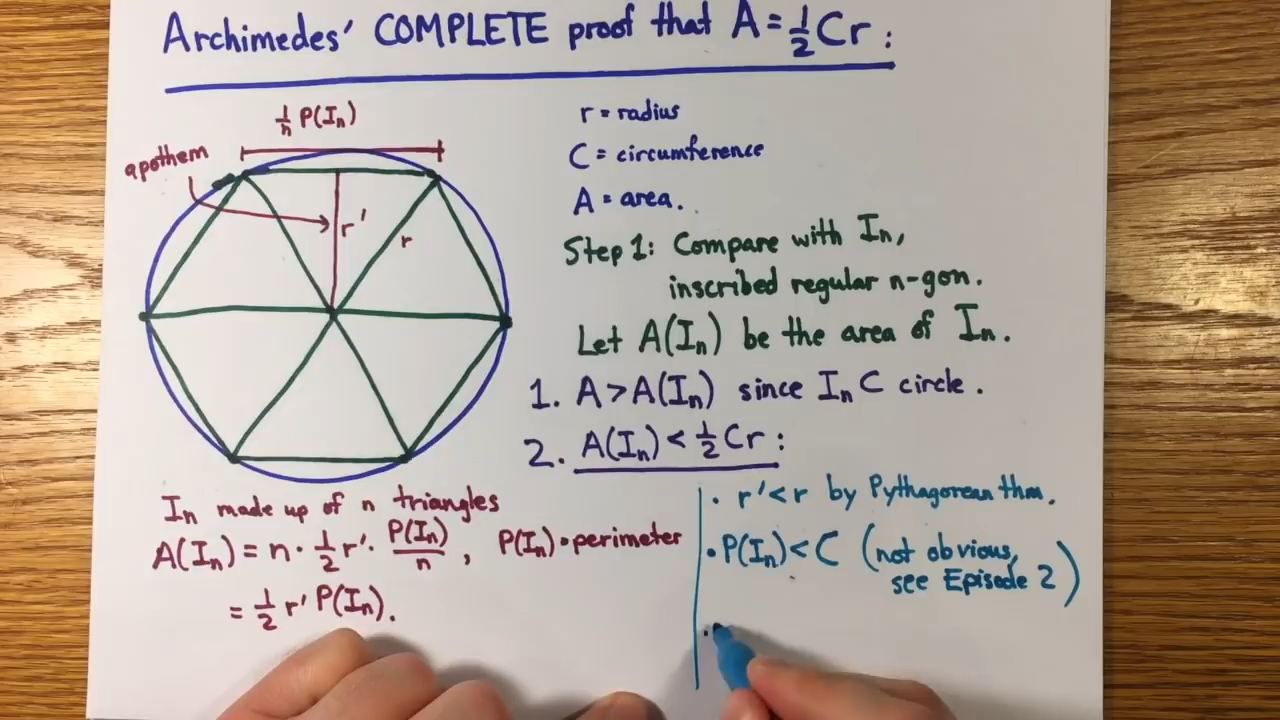 Archimedes' COMPLETE proof that A = ½Cr:
1/n P(Iₙ)
apothem
r'
r
r = radius
C = circumference
A = area.
Step 1: Compare with Iₙ,
inscribed regular n-gon.
Let A(Iₙ) be the area of Iₙ.
1. A > A(Iₙ) since Iₙ ⊂ circle.
2. A(Iₙ) < ½Cr:
Iₙ made up of n triangles
A(Iₙ) = n · ½ r' · P(Iₙ)/n, P(Iₙ) = perimeter
= ½ r' P(Iₙ).
· r' < r by Pythagorean thm.
· P(Iₙ) < C (not obvious,
see Episode 2)
·